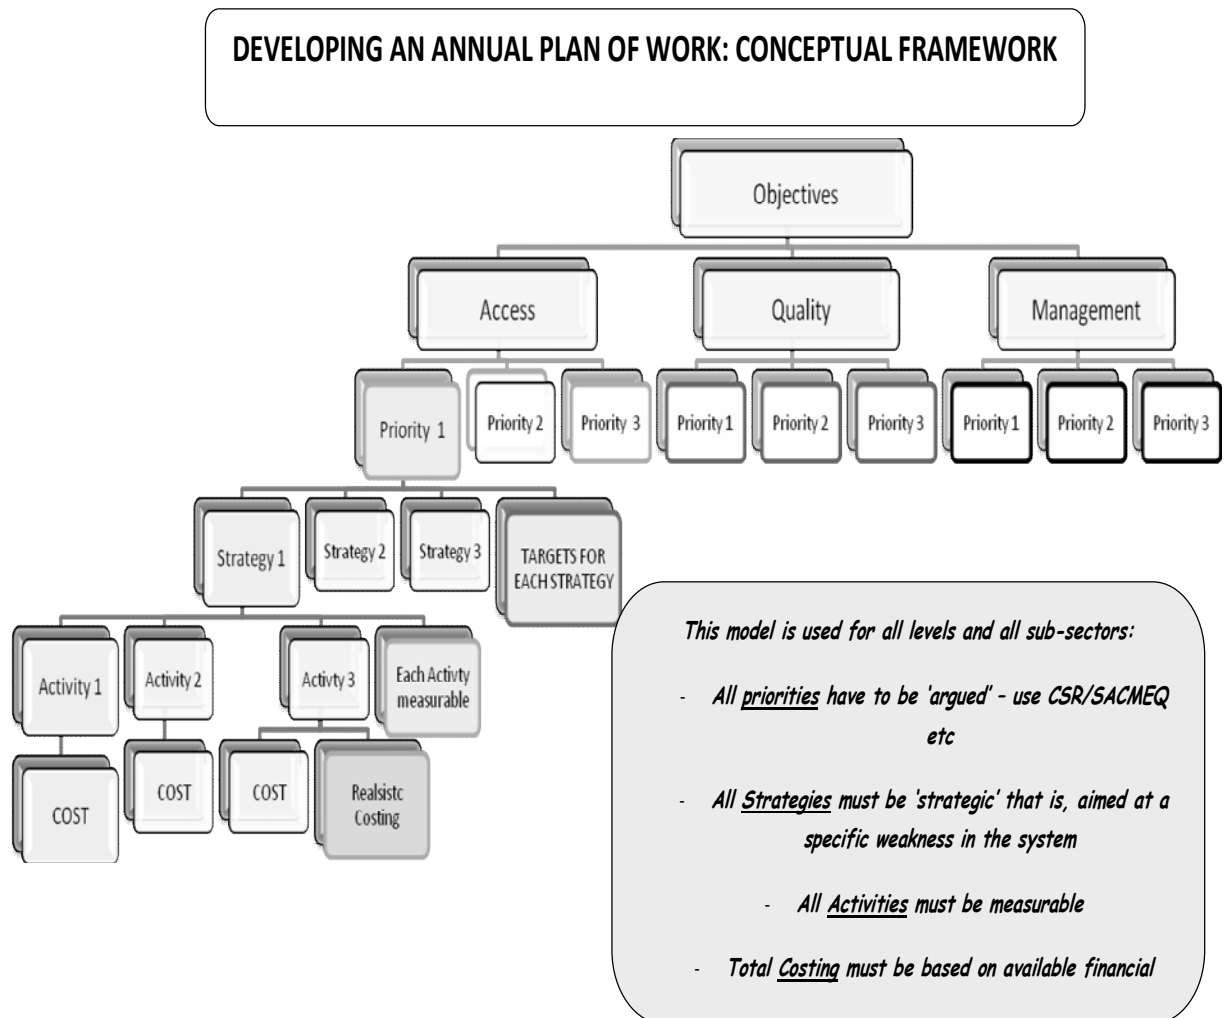 DEVELOPING AN ANNUAL PLAN OF WORK: CONCEPTUAL FRAMEWORK
Objectives
Access
Quality
Management
Priority 1
Priority 2
Priority 3
Priority 1
Priority 2
Priority 3
Priority 1
Priority 2
Priority 3
Strategy 1
Strategy 2
Strategy 3
TARGETS FOR
EACH STRATEGY
Activity 1
Activity 2
Activty 3
Each Activty
measurable
COST
COST
COST
Realsistc
Costing
This model is used for all levels and all sub-sectors:
- All priorities have to be ‘argued’ – use CSR/SACMEQ
etc
- All Strategies must be ‘strategic’ that is, aimed at a
specific weakness in the system
- All Activities must be measurable
- Total Costing must be based on available financial